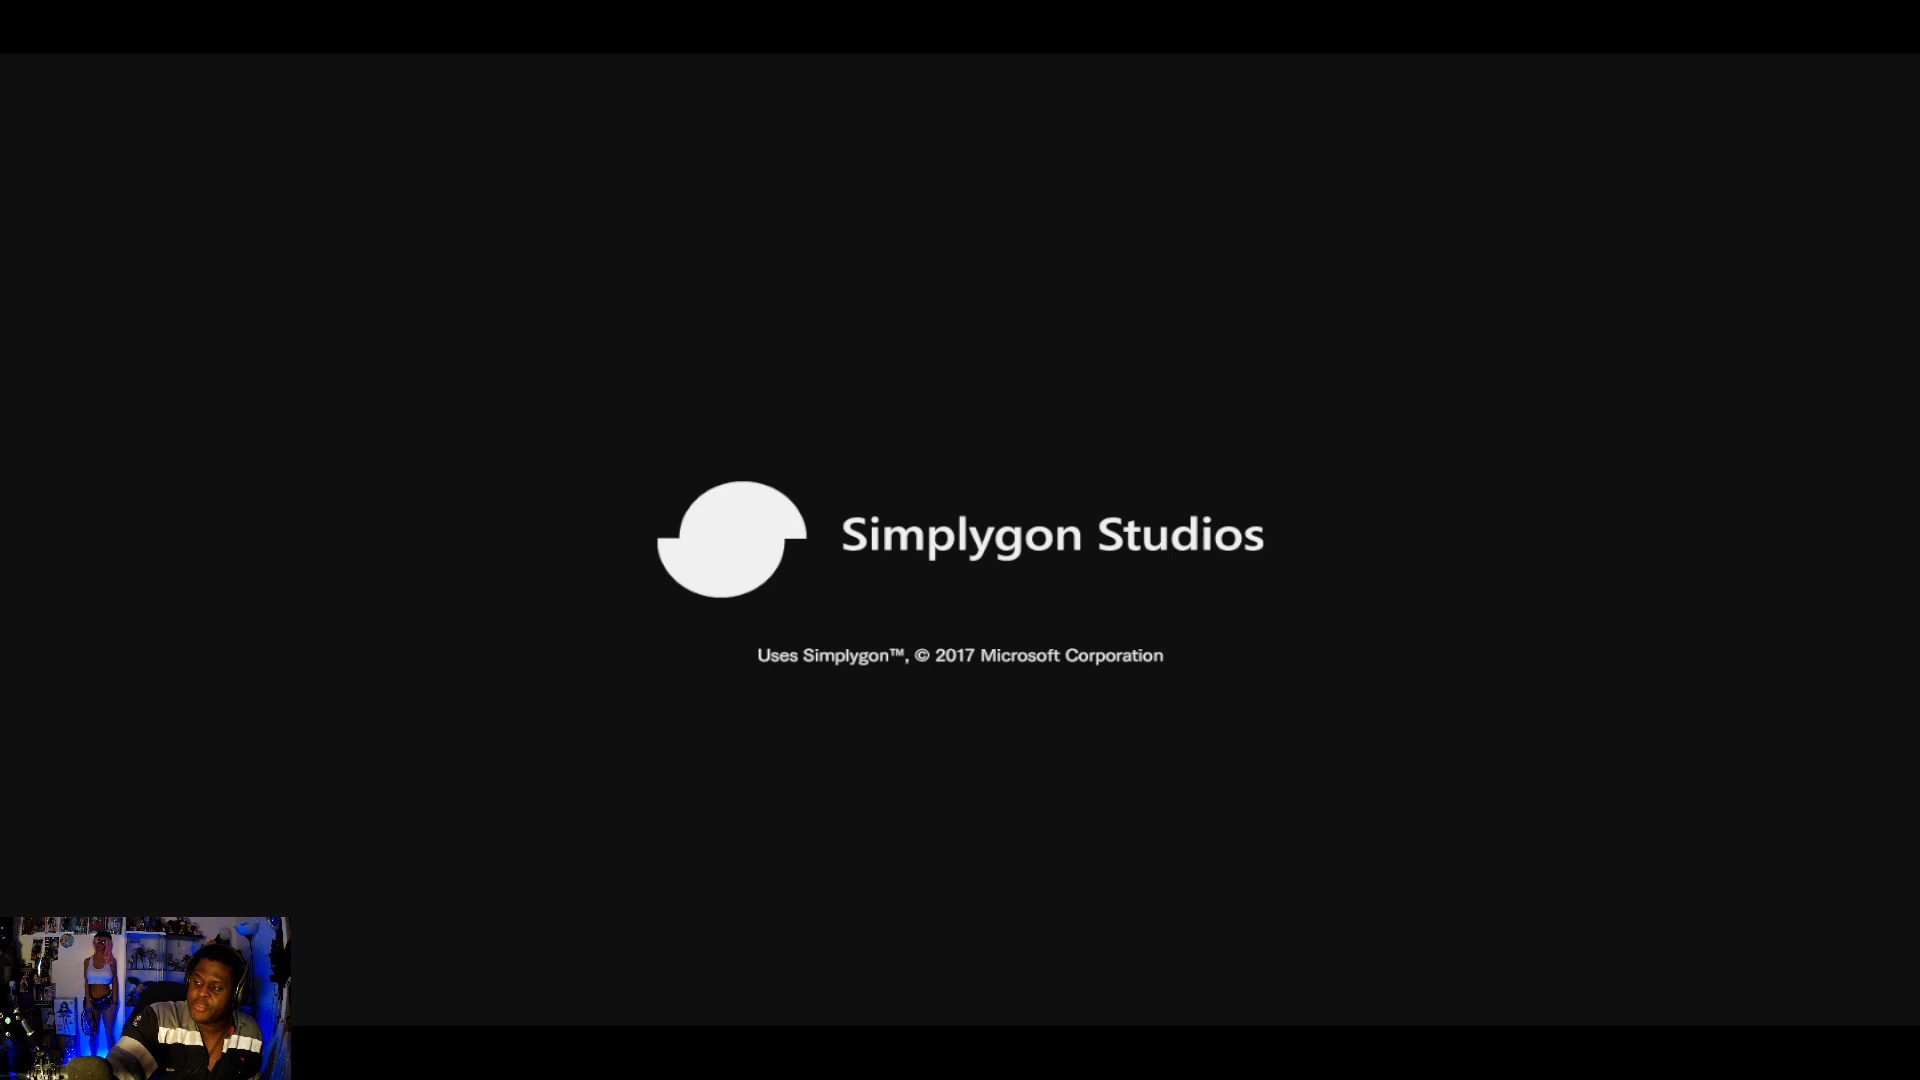 Simplygon Studios
Uses Simplygon™, © 2017 Microsoft Corporation